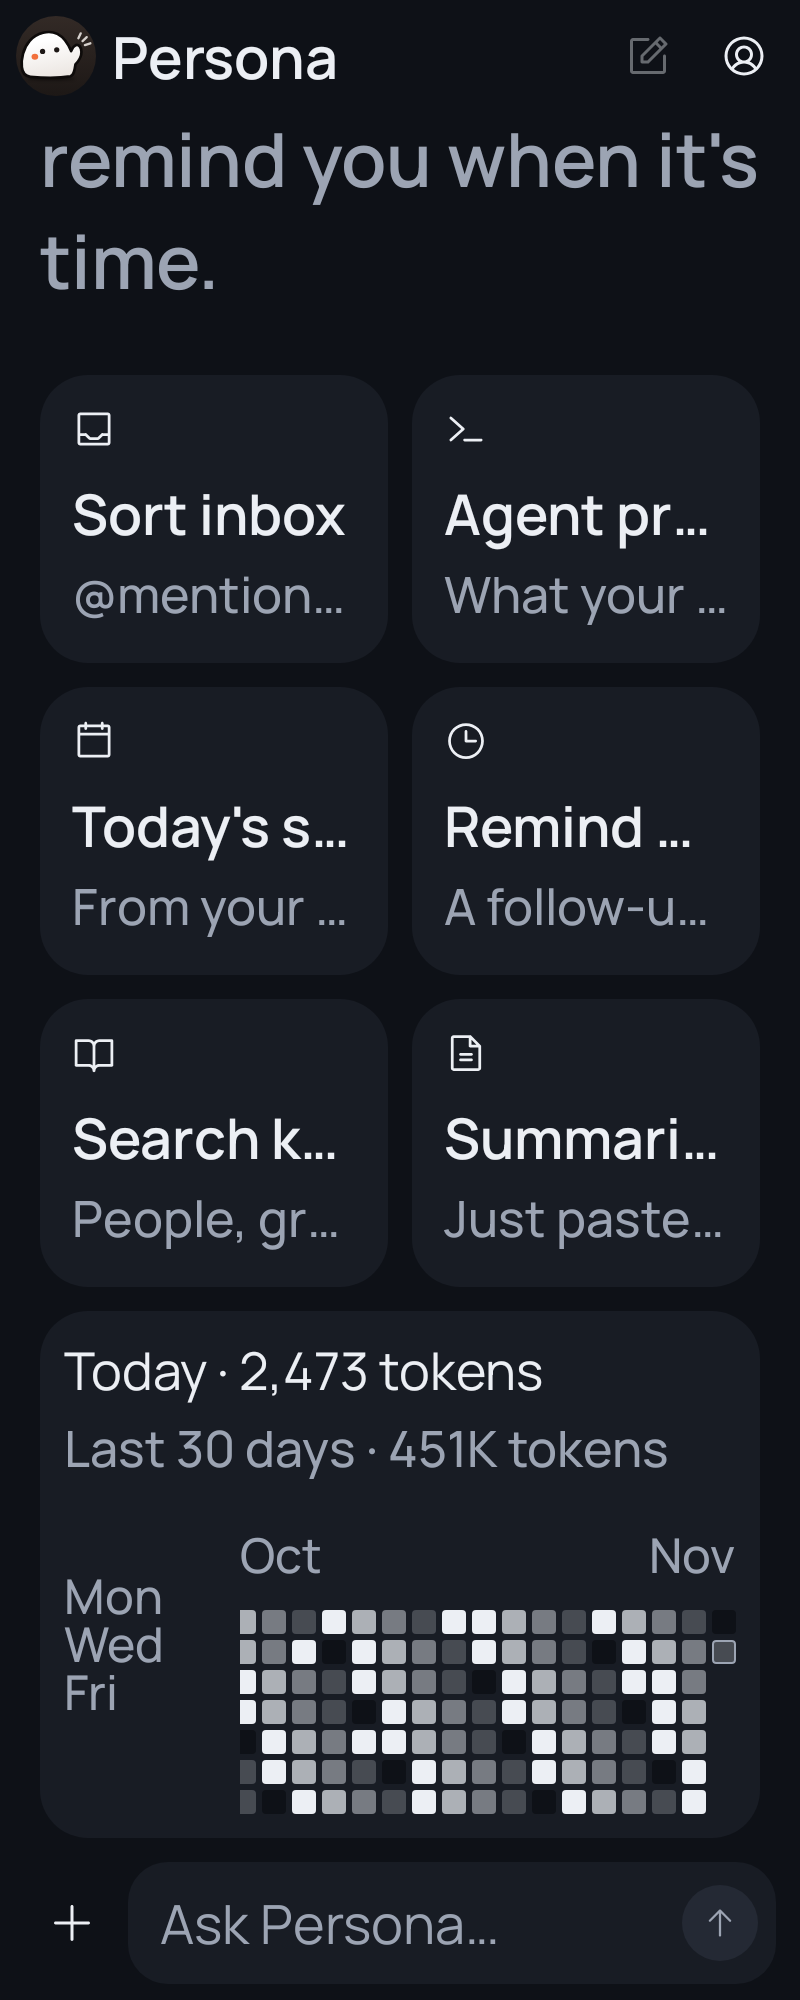 Persona
remind you when it's
time.
Sort inbox
@mention…
Agent pr…
What your …
Today's s…
From your …
Remind …
A follow-u…
Search k…
People, gr…
Summari…
Just paste…
Today · 2,473 tokens
Last 30 days · 451K tokens
Oct
Nov
Mon
Wed
Fri
Ask Persona…